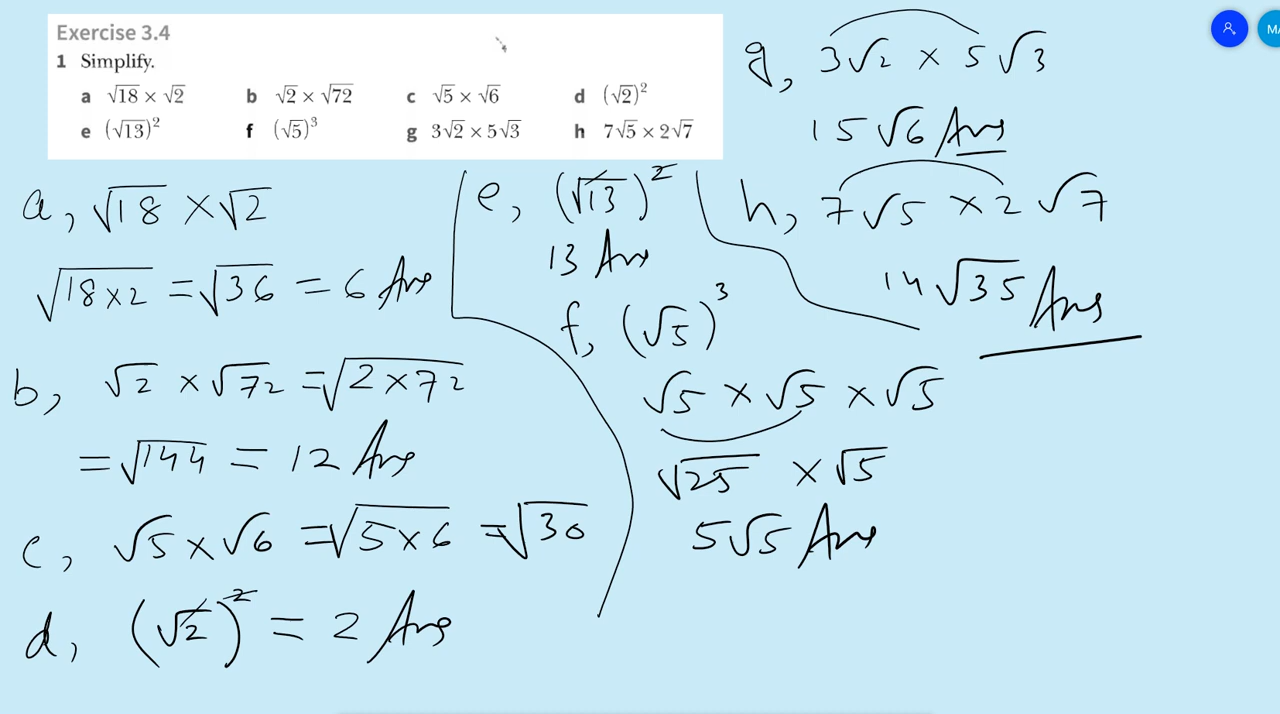 Exercise 3.4
1 Simplify.
a √18 × √2 b √2 × √72 c √5 × √6 d (√2)²
e (√13)² f (√5)³ g 3√2 × 5√3 h 7√5 × 2√7
MA
a, √18 × √2
√18×2 = √36 = 6 Ans
b, √2 × √72 = √2×72
= √144 = 12 Ans
c, √5 × √6 = √5×6 = √30
d, (√2)² = 2 Ans
e, (√13)²
13 Ans
f, (√5)³
√5 × √5 × √5
√25 × √5
5√5 Ans
g, 3√2 × 5√3
15√6 Ans
h, 7√5 × 2√7
14√35 Ans